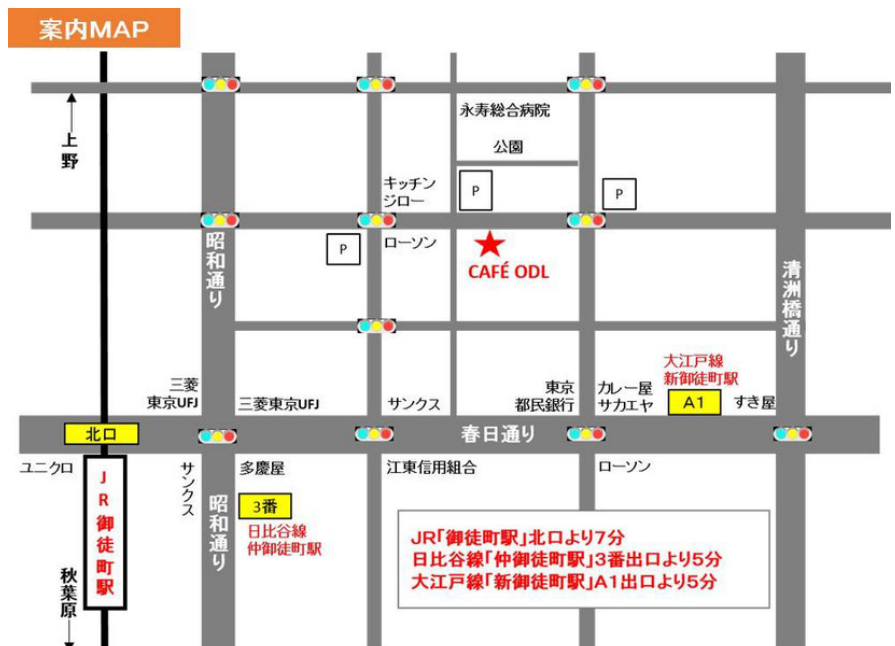 案内MAP
上野
永寿総合病院
公園
キッチン
ジロー
P
P
昭和通り
P
ローソン
CAFÉ ODL
清洲橋通り
大江戸線
新御徒町駅
三菱
東京UFJ
三菱東京UFJ
サンクス
東京
都民銀行
カレー屋
サカエヤ
A1
すき屋
北口
春日通り
ユニクロ
サンクス
多慶屋
江東信用組合
ローソン
JR御徒町駅
昭和通り
3番
日比谷線
仲御徒町駅
秋葉原
JR「御徒町駅」北口より7分
日比谷線「仲御徒町駅」3番出口より5分
大江戸線「新御徒町駅」A1出口より5分